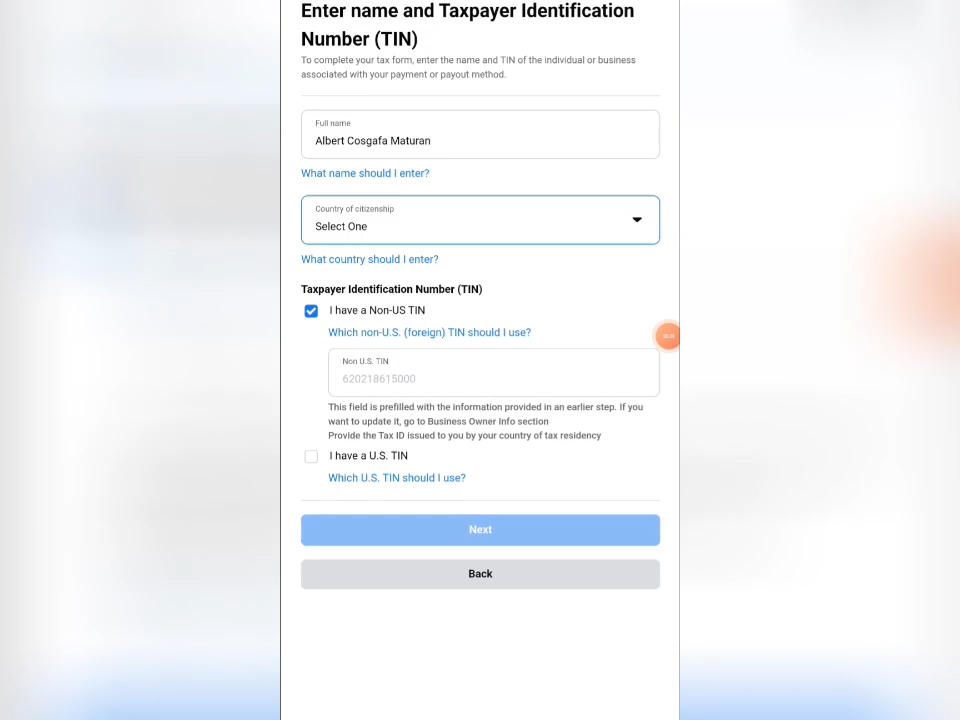 Enter name and Taxpayer Identification
Number (TIN)
To complete your tax form, enter the name and TIN of the individual or business
associated with your payment or payout method.
Full name
Albert Cosgafa Maturan
What name should I enter?
Country of citizenship
Select One
What country should I enter?
Taxpayer Identification Number (TIN)
I have a Non-US TIN
Which non-U.S. (foreign) TIN should I use?
Non U.S. TIN
620218615000
This field is prefilled with the information provided in an earlier step. If you
want to update it, go to Business Owner Info section
Provide the Tax ID issued to you by your country of tax residency
I have a U.S. TIN
Which U.S. TIN should I use?
Next
Back